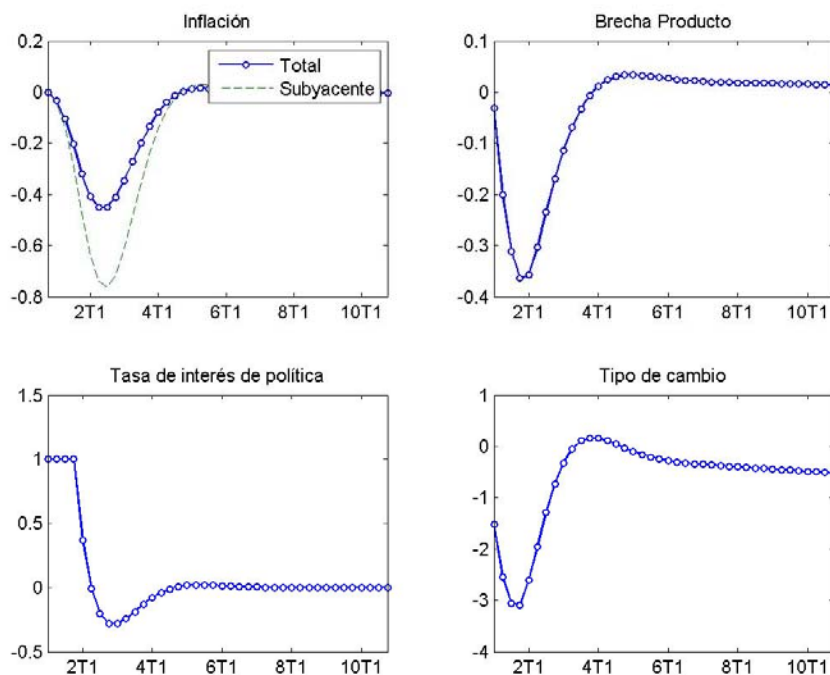 Inflación
0.2
0
-0.2
-0.4
-0.6
-0.8
Total
Subyacente
2T1 4T1 6T1 8T1 10T1
Brecha Producto
0.1
0
-0.1
-0.2
-0.3
-0.4
2T1 4T1 6T1 8T1 10T1
Tasa de interés de política
1.5
1
0.5
0
-0.5
2T1 4T1 6T1 8T1 10T1
Tipo de cambio
1
0
-1
-2
-3
-4
2T1 4T1 6T1 8T1 10T1